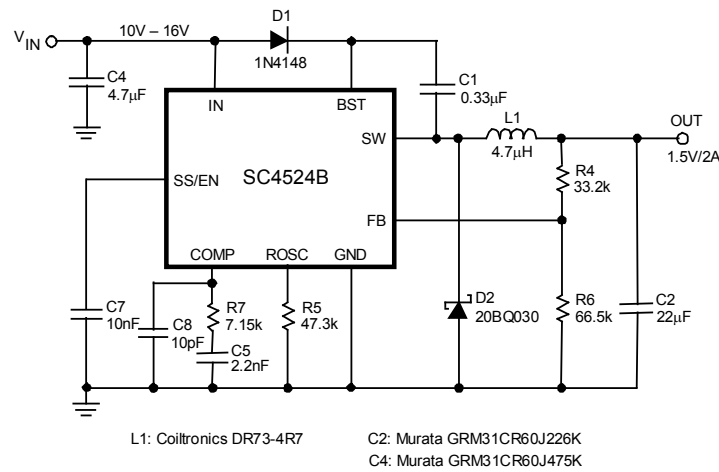 D1
V IN
10V – 16V
1N4148
C4
4.7μF
C1
0.33μF
IN
BST
L1
OUT
SW
4.7μH
1.5V/2A
SS/EN
SC4524B
R4
33.2k
FB
COMP
ROSC
GND
C7
10nF
C8
10pF
R7
7.15k
C5
2.2nF
R5
47.3k
D2
20BQ030
R6
66.5k
C2
22μF
L1: Coiltronics DR73-4R7
C2: Murata GRM31CR60J226K
C4: Murata GRM31CR60J475K